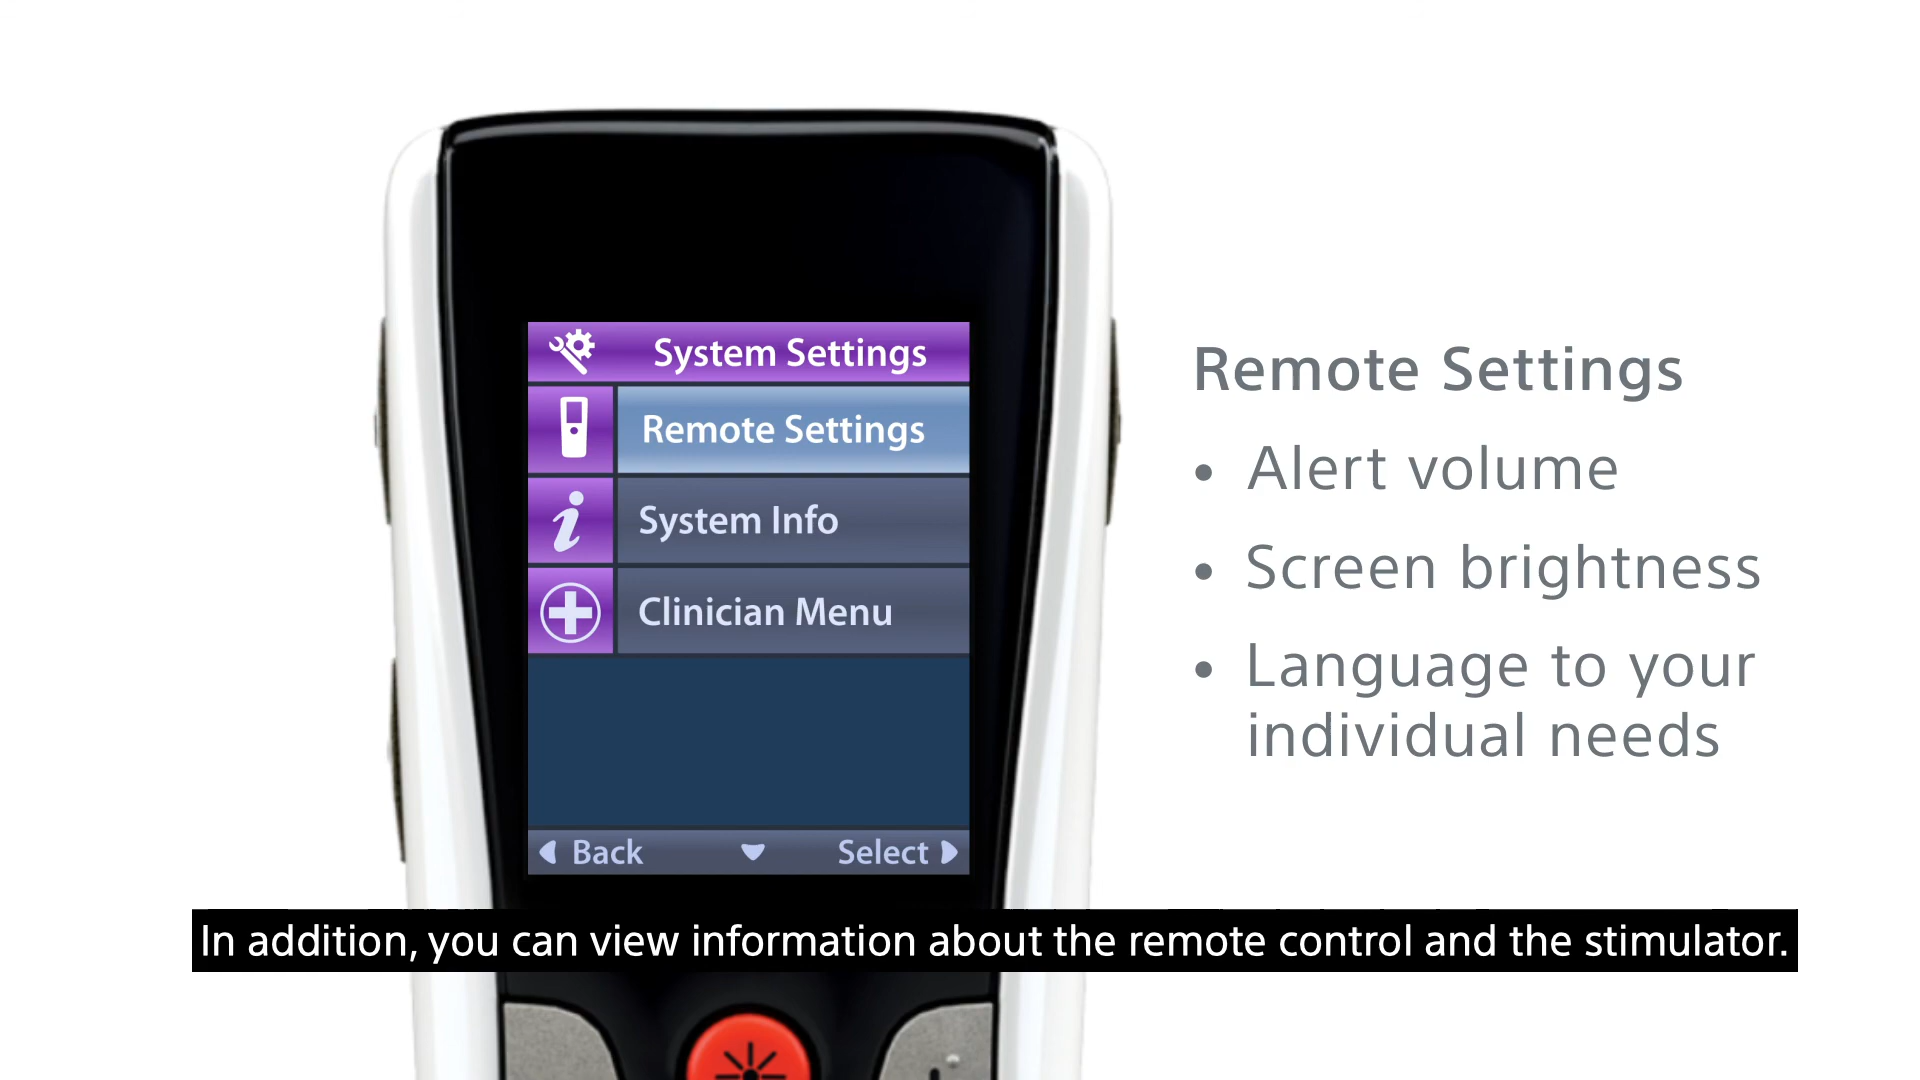 System Settings
Remote Settings
System Info
Clinician Menu
Back
Select
Remote Settings
• Alert volume
• Screen brightness
• Language to your
individual needs
In addition, you can view information about the remote control and the stimulator.